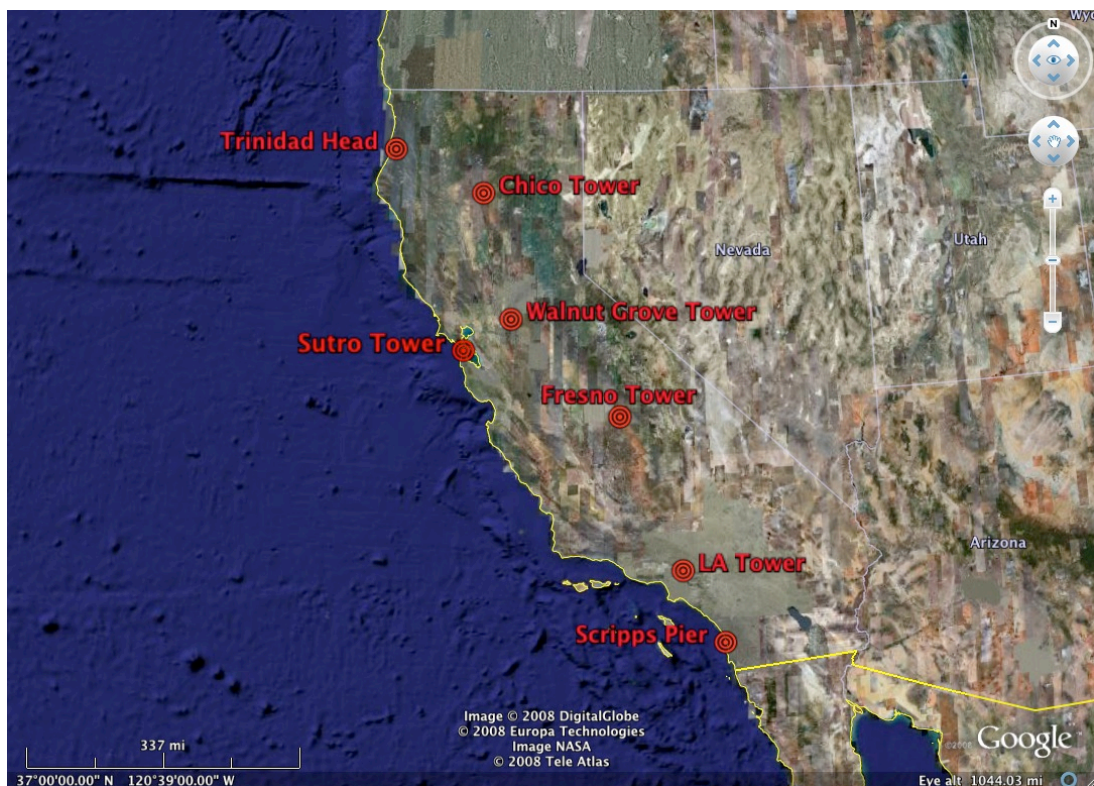 Wyo
N
Trinidad Head
Chico Tower
Nevada
Utah
Walnut Grove Tower
Sutro Tower
Fresno Tower
Arizona
LA Tower
Scripps Pier
Image © 2008 DigitalGlobe
© 2008 Europa Technologies
Image NASA
© 2008 Tele Atlas
©2008 Google
337 mi
37°00'00.00" N 120°39'00.00" W
Eye alt 1044.03 mi